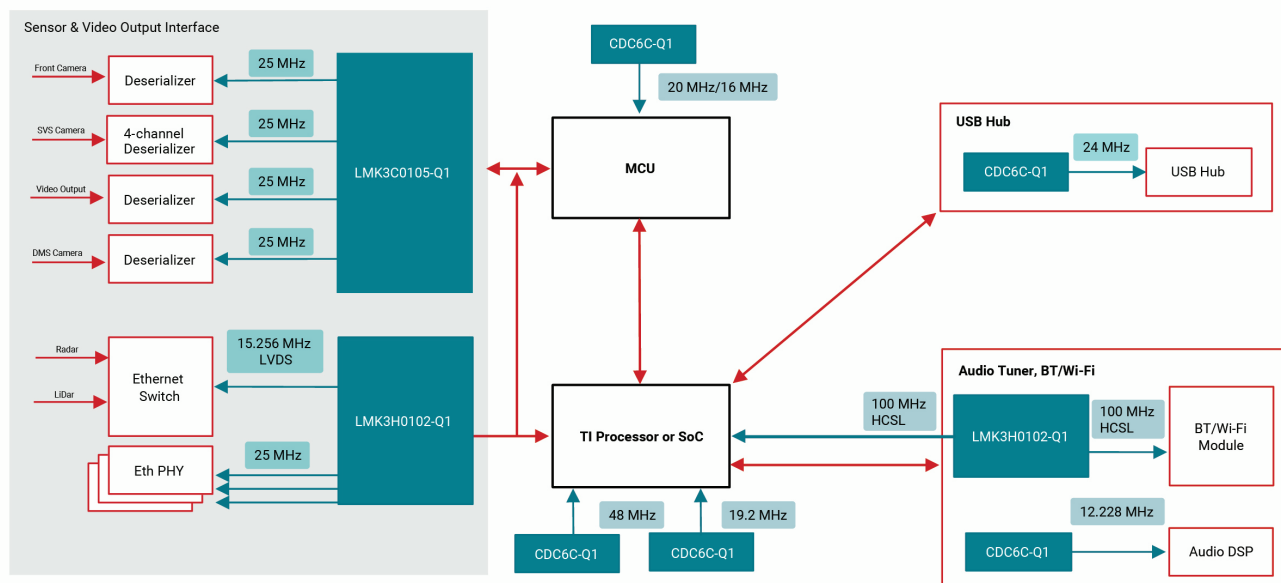 Sensor & Video Output Interface
Front Camera
Deserializer
25 MHz
SVS Camera
4-channel
Deserializer
25 MHz
Video Output
Deserializer
25 MHz
DMS Camera
Deserializer
25 MHz
LMK3C0105-Q1
Radar
LiDar
Ethernet
Switch
15.256 MHz
LVDS
Eth PHY
25 MHz
LMK3H0102-Q1
CDC6C-Q1
20 MHz/16 MHz
MCU
TI Processor or SoC
48 MHz
19.2 MHz
CDC6C-Q1
CDC6C-Q1
USB Hub
CDC6C-Q1
24 MHz
USB Hub
Audio Tuner, BT/Wi-Fi
100 MHz
HCSL
LMK3H0102-Q1
100 MHz
HCSL
BT/Wi-Fi
Module
CDC6C-Q1
12.228 MHz
Audio DSP